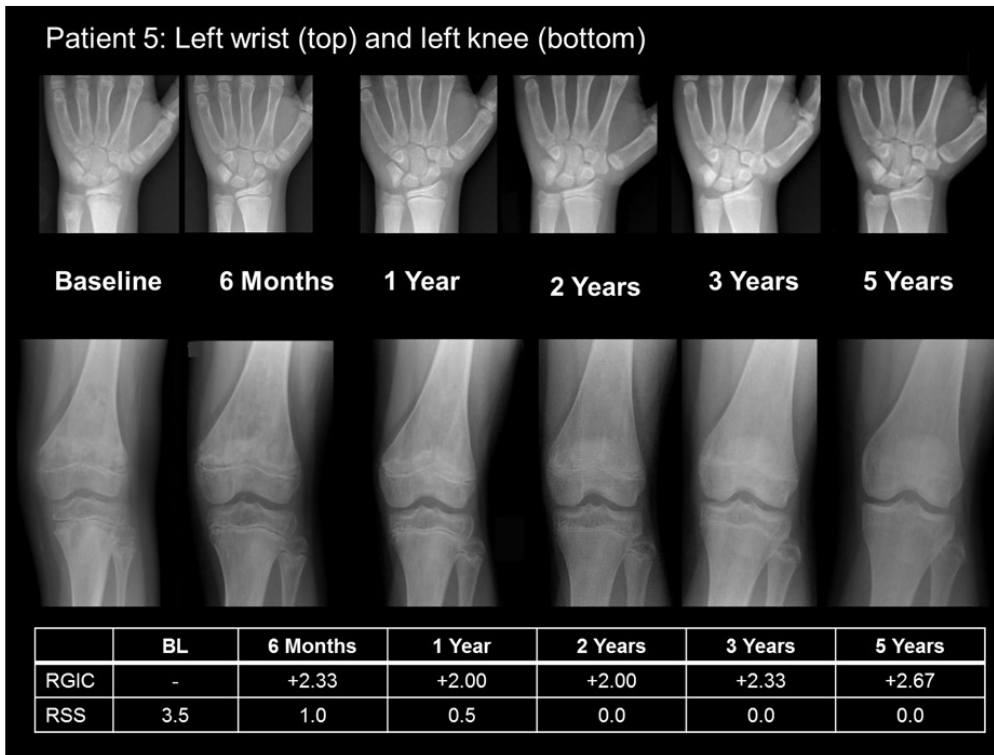 Patient 5: Left wrist (top) and left knee (bottom)
Baseline 6 Months 1 Year 2 Years 3 Years 5 Years
BL 6 Months 1 Year 2 Years 3 Years 5 Years
RGIC - +2.33 +2.00 +2.00 +2.33 +2.67
RSS 3.5 1.0 0.5 0.0 0.0 0.0